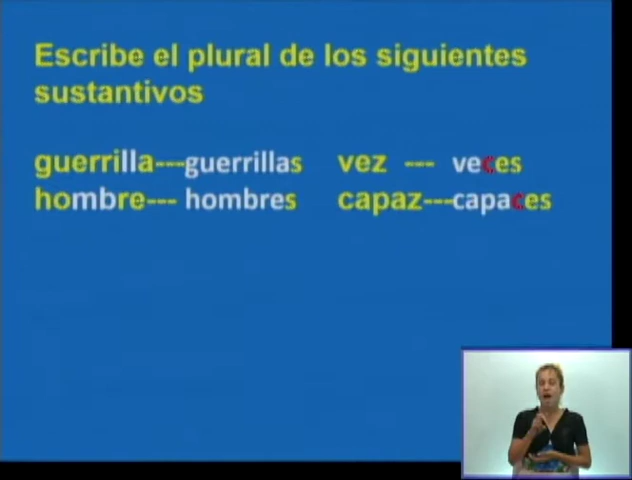 Escribe el plural de los siguientes
sustantivos
guerrilla---guerrillas vez --- veces
hombre--- hombres capaz---capaces